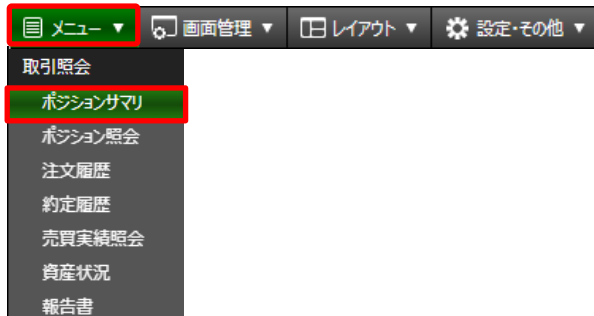 メニュー ▼ 画面管理 ▼ レイアウト ▼ 設定・その他 ▼
取引照会
ポジションサマリ
ポジション照会
注文履歴
約定履歴
売買実績照会
資産状況
報告書